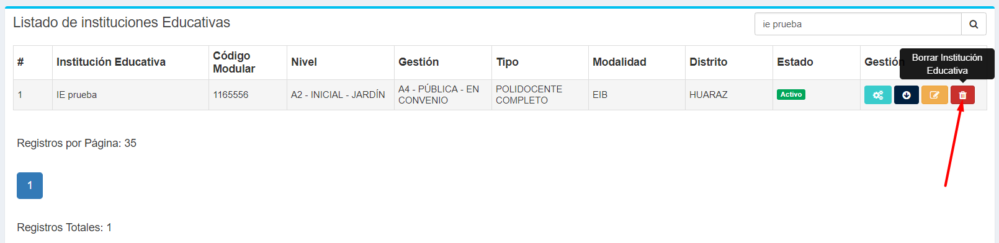 Listado de instituciones Educativas
ie prueba
# Institución Educativa Código Modular Nivel Gestión Tipo Modalidad Distrito Estado Gestión
Borrar Institución
Educativa
1 IE prueba 1165556 A2 - INICIAL - JARDÍN A4 - PÚBLICA - EN CONVENIO POLIDOCENTE COMPLETO EIB HUARAZ Activo
Registros por Página: 35
1
Registros Totales: 1